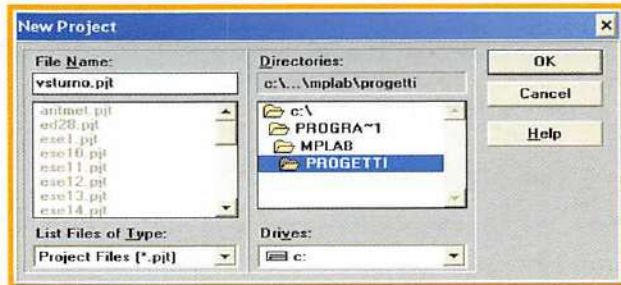 New Project
File Name:
vsturno.pjt
aritmet.pjt
ed28.pjt
ese1.pjt
ese10.pjt
ese11.pjt
ese12.pjt
ese13.pjt
ese14.pjt
List Files of Type:
Project Files (*.pjt)
Directories:
c:\...\mplab\progetti
c:\
PROGRA~1
MPLAB
PROGETTI
Drives:
c:
OK
Cancel
Help